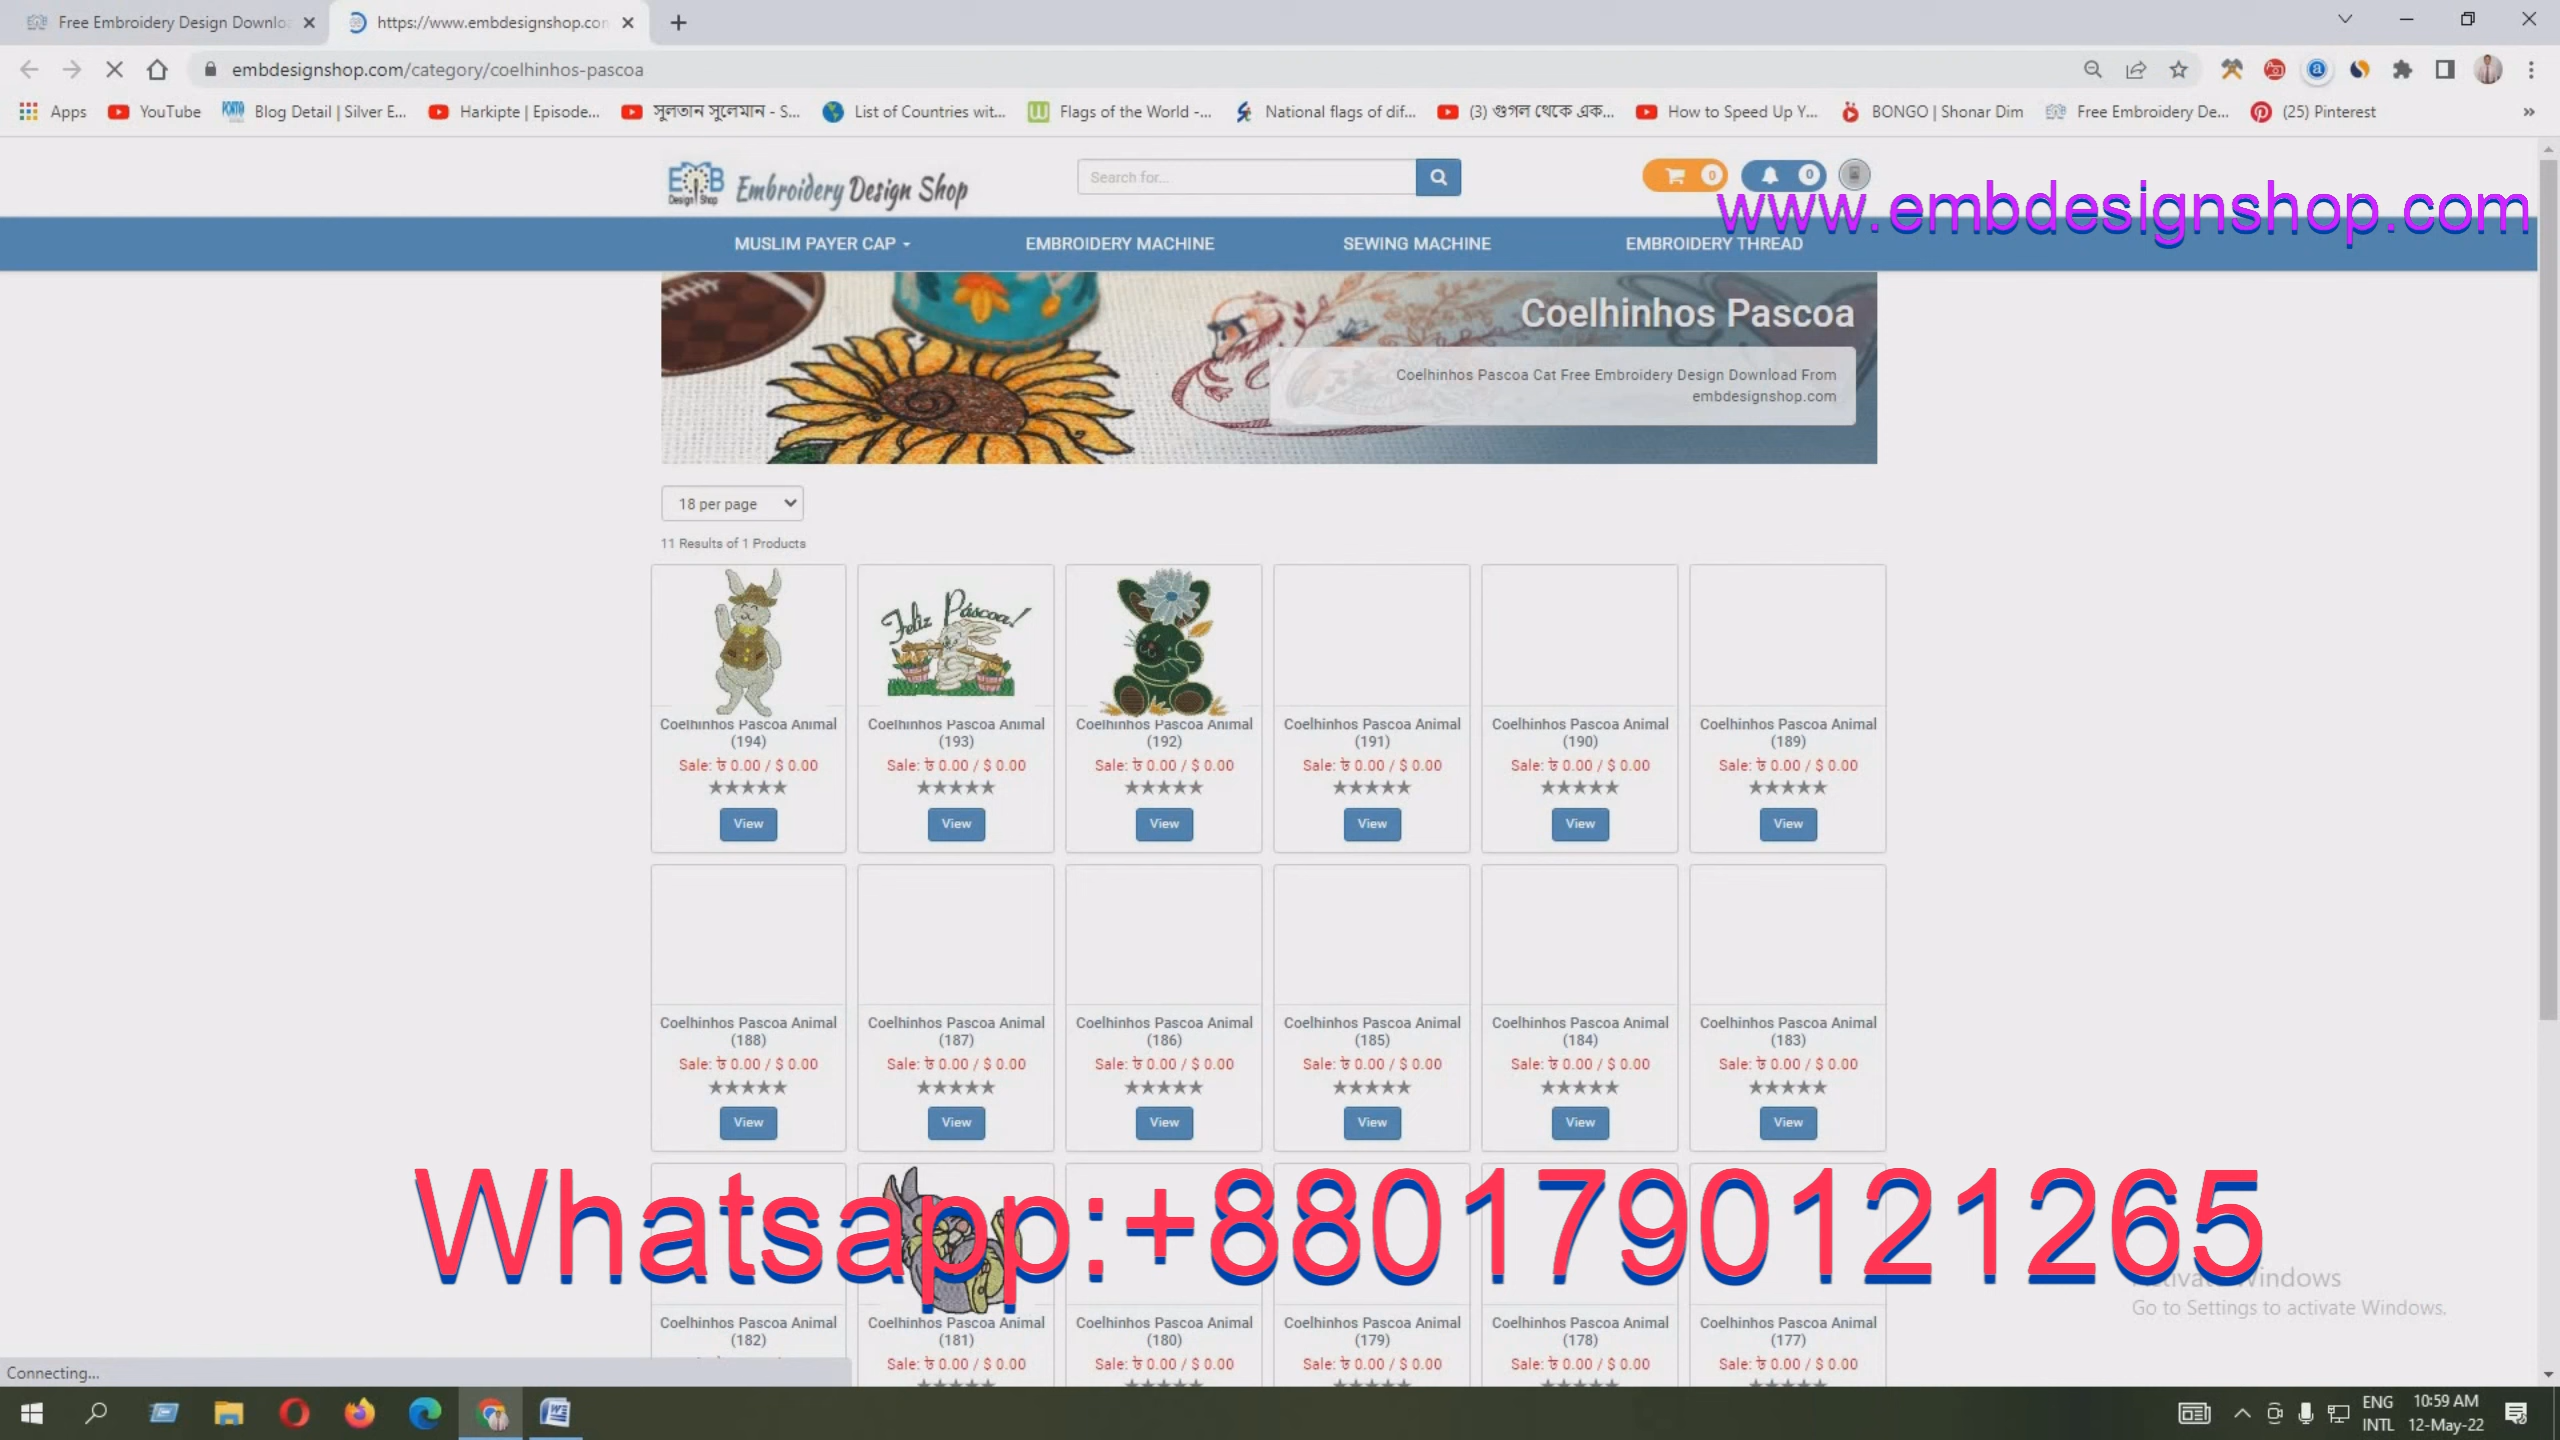 Free Embroidery Design Downlo
https://www.embdesignshop.com
embdesignshop.com/category/coelhinhos-pascoa
Apps
YouTube
Blog Detail | Silver E...
Harkipte | Episode...
সুলতান সুলেমান - S...
List of Countries wit...
Flags of the World -...
National flags of dif...
(3) গুগল থেকে এক...
How to Speed Up Y...
BONGO | Shonar Dim
Free Embroidery De...
(25) Pinterest
EMB
Design Shop
Embroidery Design Shop
Search for...
0
0
www.embdesignshop.com
MUSLIM PAYER CAP
EMBROIDERY MACHINE
SEWING MACHINE
EMBROIDERY THREAD
Coelhinhos Pascoa
Coelhinhos Pascoa Cat Free Embroidery Design Download From
embdesignshop.com
18 per page
11 Results of 1 Products
Feliz Páscoa!
Coelhinhos Pascoa Animal
(194)
Sale: ৳ 0.00 / $ 0.00
View
Coelhinhos Pascoa Animal
(193)
Sale: ৳ 0.00 / $ 0.00
View
Coelhinhos Pascoa Animal
(192)
Sale: ৳ 0.00 / $ 0.00
View
Coelhinhos Pascoa Animal
(191)
Sale: ৳ 0.00 / $ 0.00
View
Coelhinhos Pascoa Animal
(190)
Sale: ৳ 0.00 / $ 0.00
View
Coelhinhos Pascoa Animal
(189)
Sale: ৳ 0.00 / $ 0.00
View
Coelhinhos Pascoa Animal
(188)
Sale: ৳ 0.00 / $ 0.00
View
Coelhinhos Pascoa Animal
(187)
Sale: ৳ 0.00 / $ 0.00
View
Coelhinhos Pascoa Animal
(186)
Sale: ৳ 0.00 / $ 0.00
View
Coelhinhos Pascoa Animal
(185)
Sale: ৳ 0.00 / $ 0.00
View
Coelhinhos Pascoa Animal
(184)
Sale: ৳ 0.00 / $ 0.00
View
Coelhinhos Pascoa Animal
(183)
Sale: ৳ 0.00 / $ 0.00
View
Whatsapp:+8801790121265
Activate Windows
Go to Settings to activate Windows.
Coelhinhos Pascoa Animal
(182)
Coelhinhos Pascoa Animal
(181)
Sale: ৳ 0.00 / $ 0.00
Coelhinhos Pascoa Animal
(180)
Sale: ৳ 0.00 / $ 0.00
Coelhinhos Pascoa Animal
(179)
Sale: ৳ 0.00 / $ 0.00
Coelhinhos Pascoa Animal
(178)
Sale: ৳ 0.00 / $ 0.00
Coelhinhos Pascoa Animal
(177)
Sale: ৳ 0.00 / $ 0.00
Connecting...
ENG
INTL
10:59 AM
12-May-22